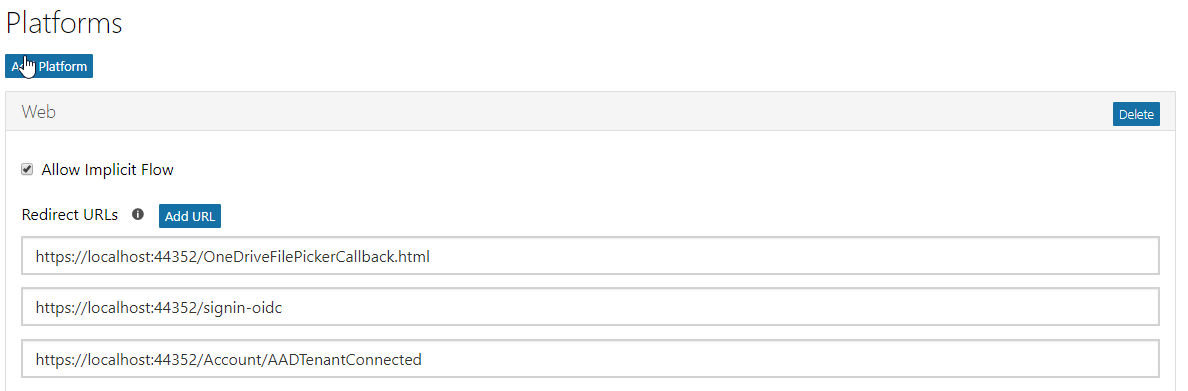 Platforms
Add Platform
Web
Delete
Allow Implicit Flow
Redirect URLs
Add URL
https://localhost:44352/OneDriveFilePickerCallback.html
https://localhost:44352/signin-oidc
https://localhost:44352/Account/AADTenantConnected